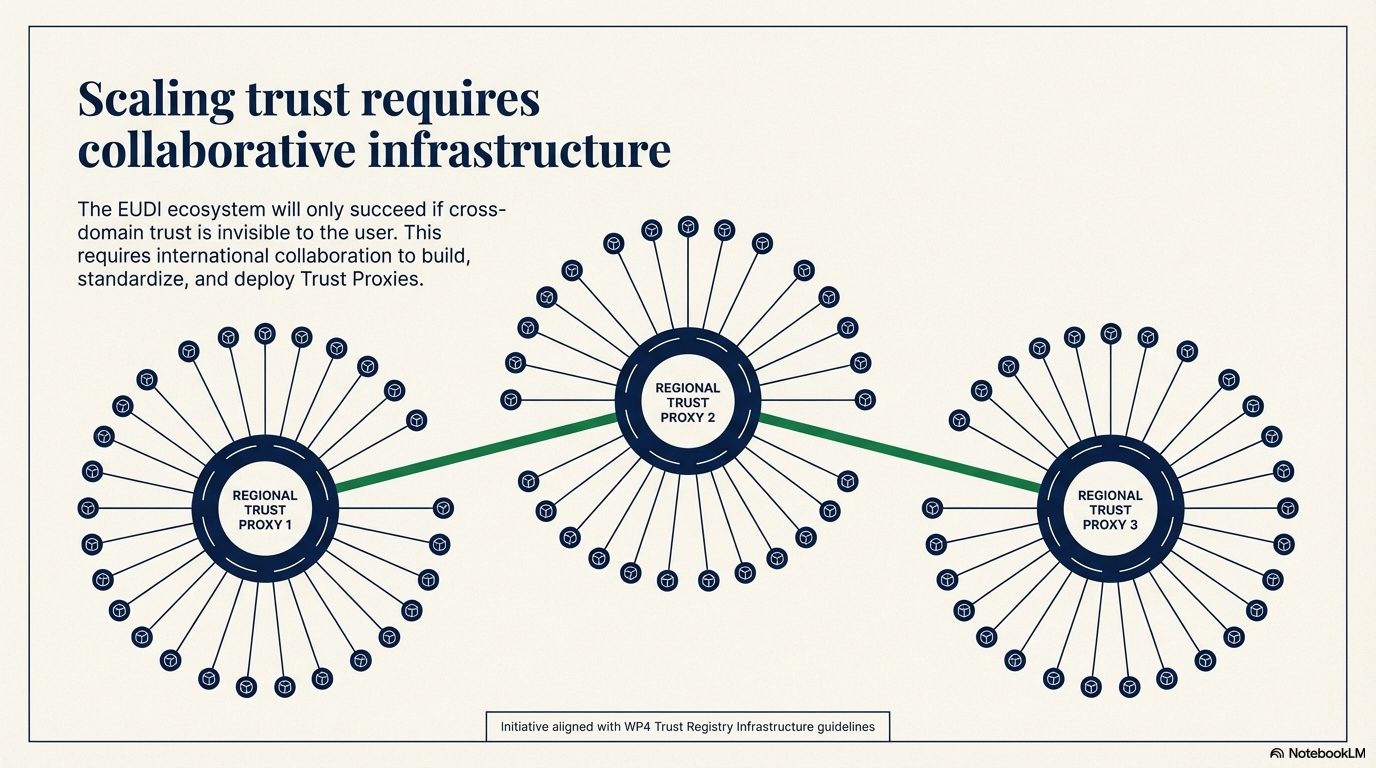 Scaling trust requires
collaborative infrastructure
The EUDI ecosystem will only succeed if cross-
domain trust is invisible to the user. This
requires international collaboration to build,
standardize, and deploy Trust Proxies.
REGIONAL
TRUST
PROXY 1
REGIONAL
TRUST
PROXY 2
REGIONAL
TRUST
PROXY 3
Initiative aligned with WP4 Trust Registry Infrastructure guidelines
NotebookLM